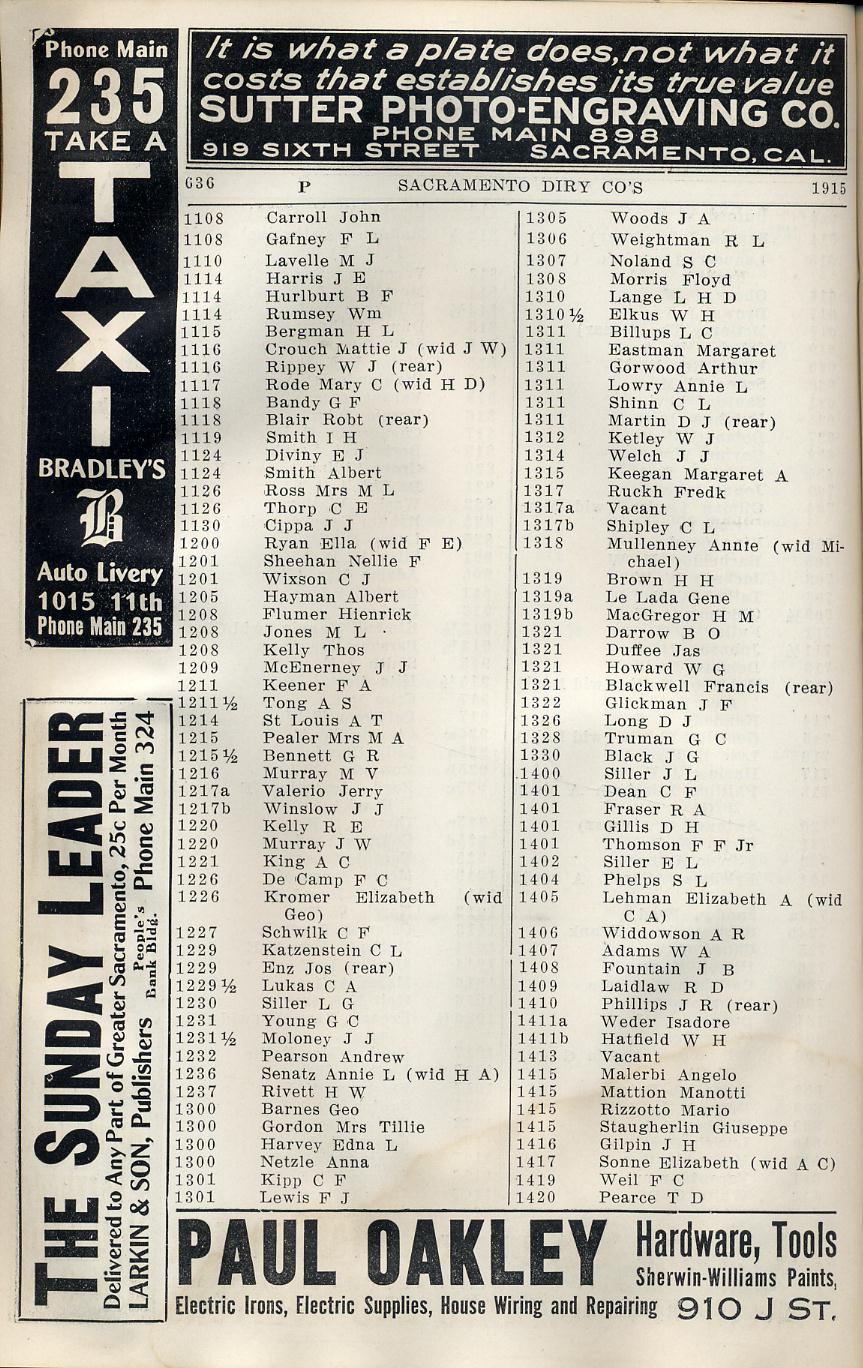 Phone Main
235
TAKE A
TAXI
BRADLEY'S
B
Auto Livery
1015 11th
Phone Main 235
THE SUNDAY LEADER
Delivered to Any Part of Greater Sacramento, 25c Per Month
LARKIN & SON, Publishers People's Bank Bldg. Phone Main 324
It is what a plate does, not what it
costs that establishes its true value
SUTTER PHOTO-ENGRAVING CO.
PHONE MAIN 898
919 SIXTH STREET SACRAMENTO, CAL.
636 P SACRAMENTO DIRY CO'S 1915
1108 Carroll John
1108 Gafney F L
1110 Lavelle M J
1114 Harris J E
1114 Hurlburt B F
1114 Rumsey Wm
1115 Bergman H L
1116 Crouch Mattie J (wid J W)
1116 Rippey W J (rear)
1117 Rode Mary C (wid H D)
1118 Bandy G F
1118 Blair Robt (rear)
1119 Smith I H
1124 Diviny E J
1124 Smith Albert
1126 Ross Mrs M L
1126 Thorp C E
1130 Cippa J J
1200 Ryan Ella (wid F E)
1201 Sheehan Nellie F
1201 Wixson C J
1205 Hayman Albert
1208 Flumer Hienrick
1208 Jones M L
1208 Kelly Thos
1209 McEnerney J J
1211 Keener F A
1211½ Tong A S
1214 St Louis A T
1215 Pealer Mrs M A
1215½ Bennett G R
1216 Murray M V
1217a Valerio Jerry
1217b Winslow J J
1220 Kelly R E
1220 Murray J W
1221 King A C
1226 De Camp F C
1226 Kromer Elizabeth (wid
Geo)
1227 Schwilk C F
1229 Katzenstein C L
1229 Enz Jos (rear)
1229½ Lukas C A
1230 Siller L G
1231 Young G C
1231½ Moloney J J
1232 Pearson Andrew
1236 Senatz Annie L (wid H A)
1237 Rivett H W
1300 Barnes Geo
1300 Gordon Mrs Tillie
1300 Harvey Edna L
1300 Netzle Anna
1301 Kipp C F
1301 Lewis F J
1305 Woods J A
1306 Weightman R L
1307 Noland S C
1308 Morris Floyd
1310 Lange L H D
1310½ Elkus W H
1311 Billups L C
1311 Eastman Margaret
1311 Gorwood Arthur
1311 Lowry Annie L
1311 Shinn C L
1311 Martin D J (rear)
1312 Ketley W J
1314 Welch J J
1315 Keegan Margaret A
1317 Ruckh Fredk
1317a Vacant
1317b Shipley C L
1318 Mullenney Annie (wid Mi-
chael)
1319 Brown H H
1319a Le Lada Gene
1319b MacGregor H M
1321 Darrow B O
1321 Duffee Jas
1321 Howard W G
1321 Blackwell Francis (rear)
1322 Glickman J F
1326 Long D J
1328 Truman G C
1330 Black J G
1400 Siller J L
1401 Dean C F
1401 Fraser R A
1401 Gillis D H
1401 Thomson F F Jr
1402 Siller E L
1404 Phelps S L
1405 Lehman Elizabeth A (wid
C A)
1406 Widdowson A R
1407 Adams W A
1408 Fountain J B
1409 Laidlaw R D
1410 Phillips J R (rear)
1411a Weder Isadore
1411b Hatfield W H
1413 Vacant
1415 Malerbi Angelo
1415 Mattion Manotti
1415 Rizzotto Mario
1415 Staugherlin Giuseppe
1416 Gilpin J H
1417 Sonne Elizabeth (wid A C)
1419 Weil F C
1420 Pearce T D
PAUL OAKLEY Hardware, Tools
Sherwin-Williams Paints,
Electric Irons, Electric Supplies, House Wiring and Repairing 910 J ST.